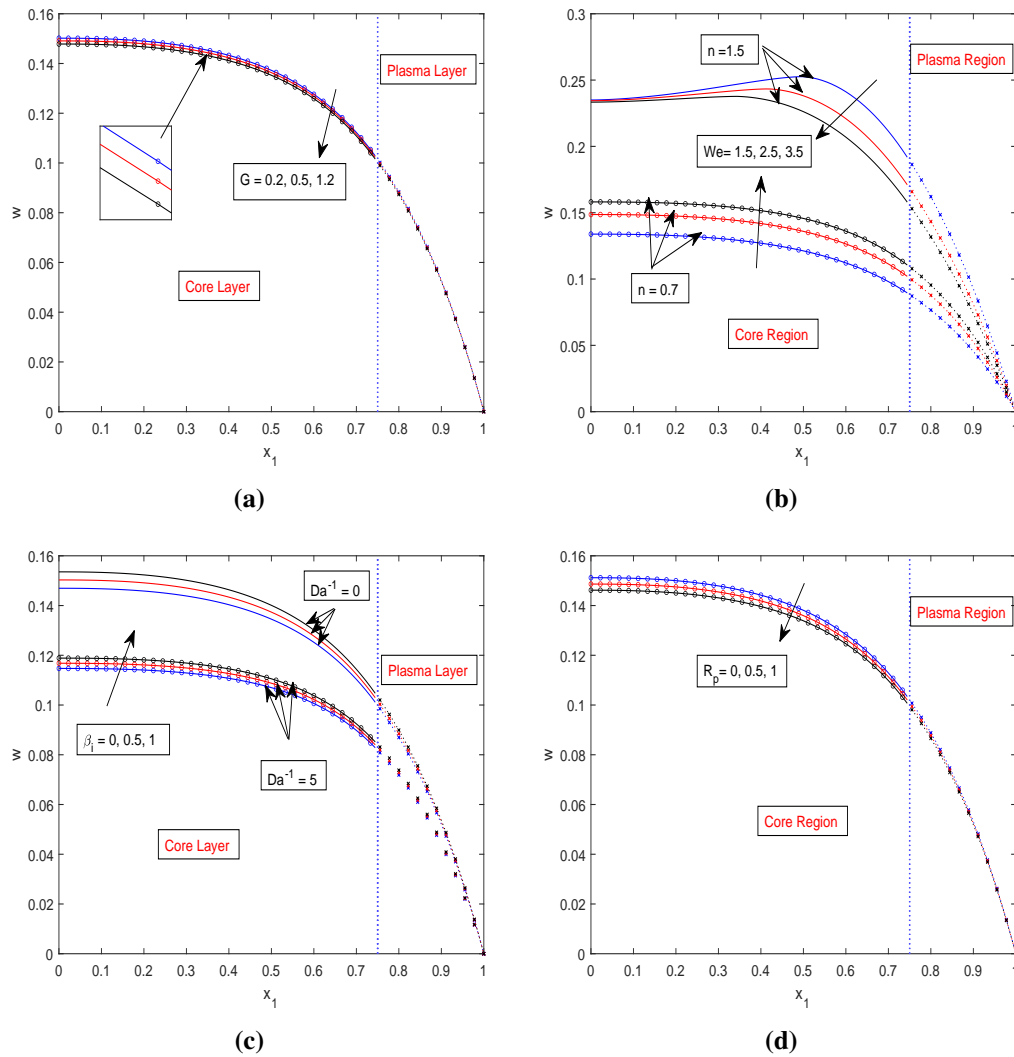 0.16
0.14
0.12
0.1
0.08
0.06
0.04
0.02
0
w
Plasma Layer
G = 0.2, 0.5, 1.2
Core Layer
0 0.1 0.2 0.3 0.4 0.5 0.6 0.7 0.8 0.9 1
x_1
(a)
0.3
0.25
0.2
0.15
0.1
0.05
0
w
n =1.5
Plasma Region
We= 1.5, 2.5, 3.5
n = 0.7
Core Region
0 0.1 0.2 0.3 0.4 0.5 0.6 0.7 0.8 0.9 1
x_1
(b)
0.16
0.14
0.12
0.1
0.08
0.06
0.04
0.02
0
w
Da^-1 = 0
Plasma Layer
β_i = 0, 0.5, 1
Da^-1 = 5
Core Layer
0 0.1 0.2 0.3 0.4 0.5 0.6 0.7 0.8 0.9 1
x_1
(c)
0.16
0.14
0.12
0.1
0.08
0.06
0.04
0.02
0
w
Plasma Region
R_p= 0, 0.5, 1
Core Region
0 0.1 0.2 0.3 0.4 0.5 0.6 0.7 0.8 0.9 1
x_1
(d)